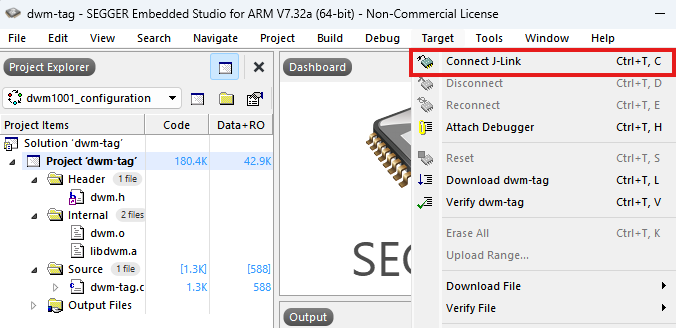 dwm-tag - SEGGER Embedded Studio for ARM V7.32a (64-bit) - Non-Commercial License
File Edit View Search Navigate Project Build Debug Target Tools Window Help
Project Explorer
dwm1001_configuration
Project Items Code Data+RO
Solution 'dwm-tag'
Project 'dwm-tag' 180.4K 42.9K
Header 1 file
dwm.h
Internal 2 files
dwm.o
libdwm.a
Source 1 file [1.3K] [588]
dwm-tag.c 1.3K 588
Output Files
Dashboard
SEG
Output
Connect J-Link Ctrl+T, C
Disconnect Ctrl+T, D
Reconnect Ctrl+T, E
Attach Debugger Ctrl+T, H
Reset Ctrl+T, S
Download dwm-tag Ctrl+T, L
Verify dwm-tag Ctrl+T, V
Erase All Ctrl+T, K
Upload Range...
Download File
Verify File